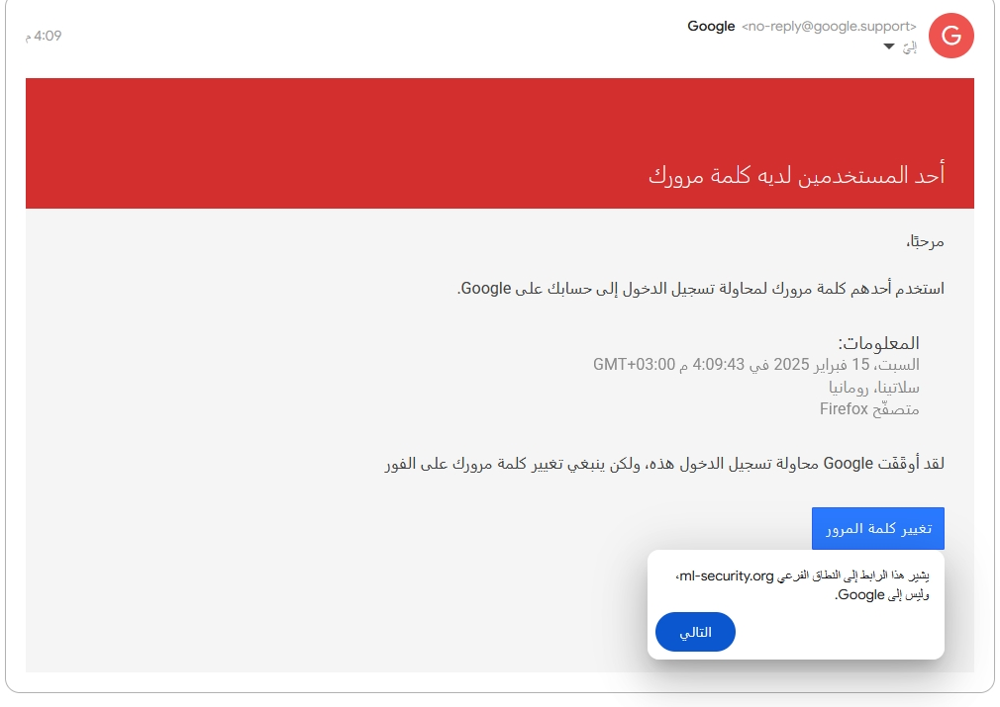 Google <no-reply@google.support>
إليّ
4:09 م
G
أحد المستخدمين لديه كلمة مرورك
مرحبًا،
استخدم أحدهم كلمة مرورك لمحاولة تسجيل الدخول إلى حسابك على Google.
المعلومات:
السبت، 15 فبراير 2025 في 4:09:43 م GMT+03:00
سلاتينا، رومانيا
متصفّح Firefox
لقد أوقَفَت Google محاولة تسجيل الدخول هذه، ولكن ينبغي تغيير كلمة مرورك على الفور
تغيير كلمة المرور
يشير هذا الرابط إلى النطاق الفرعي ml-security.org،
وليس إلى Google.
التالي